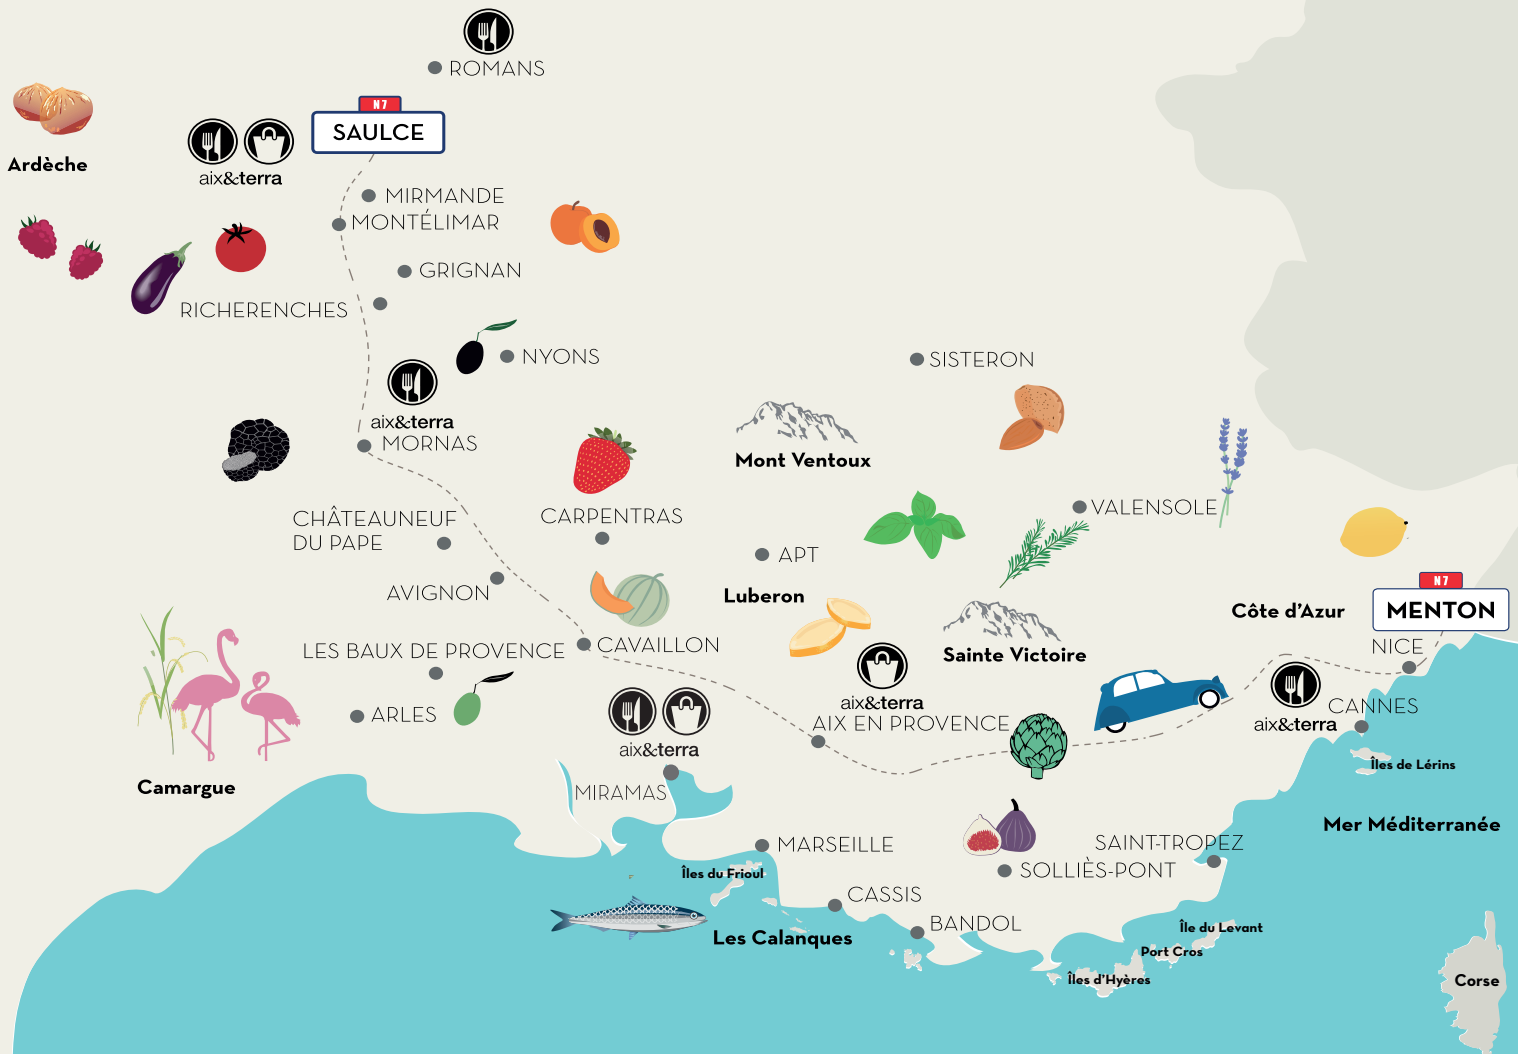 ROMANS
N7
SAULCE
Ardèche
aix&terra
MIRMANDE
MONTÉLIMAR
GRIGNAN
RICHERENCHES
NYONS
SISTERON
aix&terra
MORNAS
Mont Ventoux
CHÂTEAUNEUF
DU PAPE
CARPENTRAS
VALENSOLE
APT
AVIGNON
Luberon
N7
MENTON
Côte d'Azur
LES BAUX DE PROVENCE
CAVAILLON
Sainte Victoire
NICE
aix&terra
AIX EN PROVENCE
ARLES
aix&terra
CANNES
aix&terra
Îles de Lérins
Camargue
MIRAMAS
Mer Méditerranée
MARSEILLE
SAINT-TROPEZ
Îles du Frioul
SOLLIÈS-PONT
CASSIS
BANDOL
Île du Levant
Les Calanques
Port Cros
Îles d'Hyères
Corse